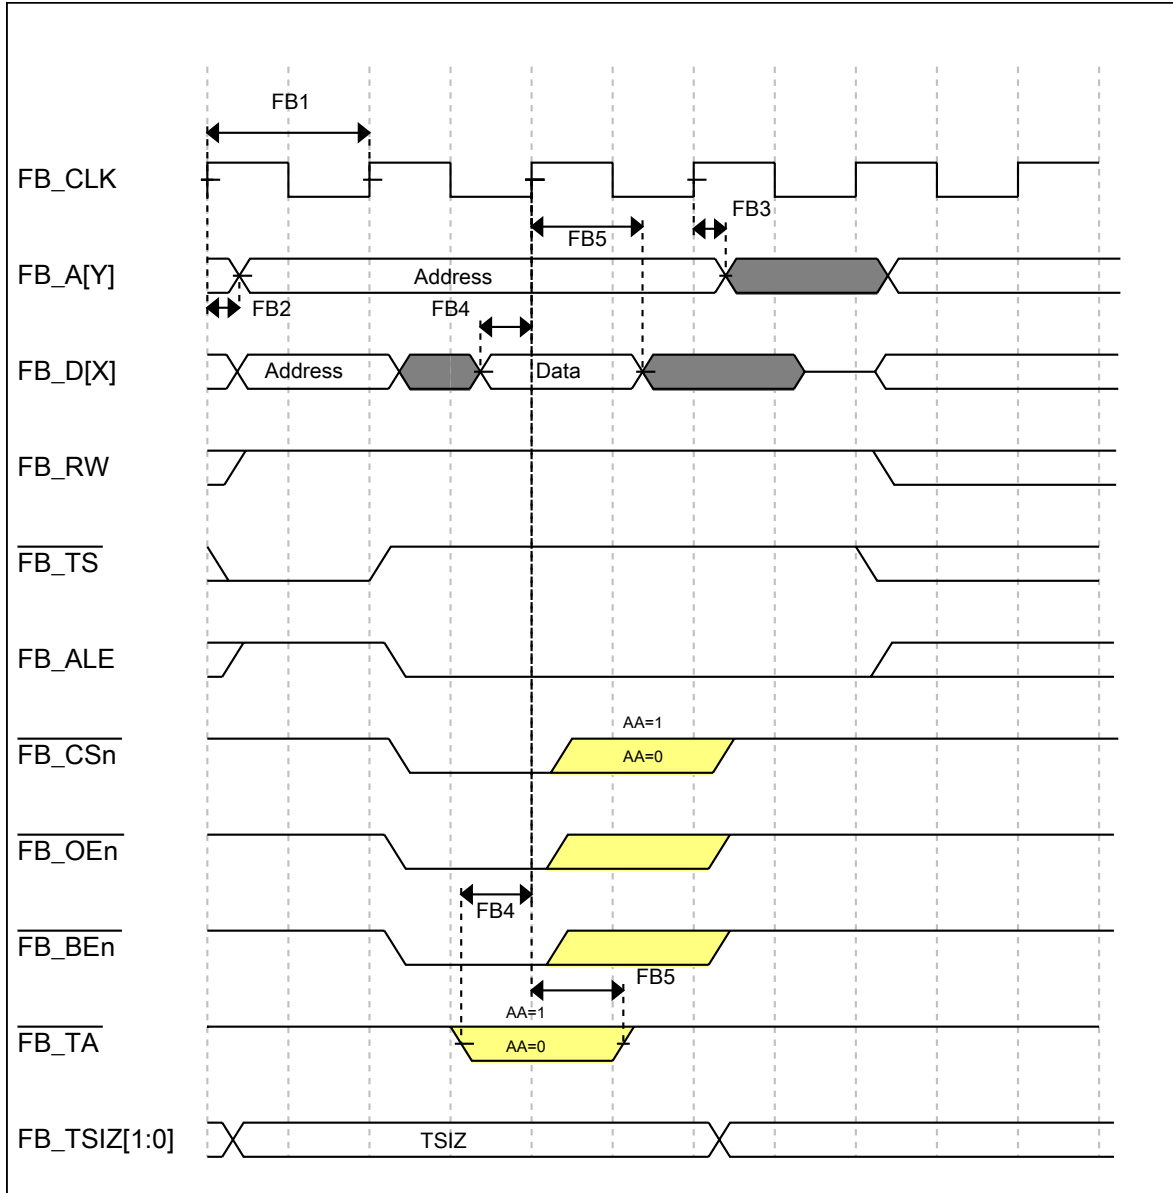 FB1
FB_CLK
FB3
FB5
FB_A[Y]
Address
FB2
FB4
FB_D[X]
Address
Data
FB_RW
FB_TS
FB_ALE
AA=1
FB_CSn
AA=0
FB_OEn
FB4
FB_BEn
FB5
AA=1
FB_TA
AA=0
FB_TSIZ[1:0]
TSIZ